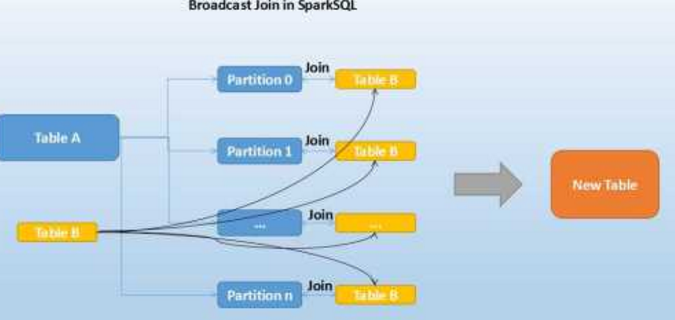 Broadcast Join in SparkSQL
Partition 0
Join
Table B
Table A
Partition 1
Join
Table B
New Table
Table B
...
Join
...
Partition n
Join
Table B